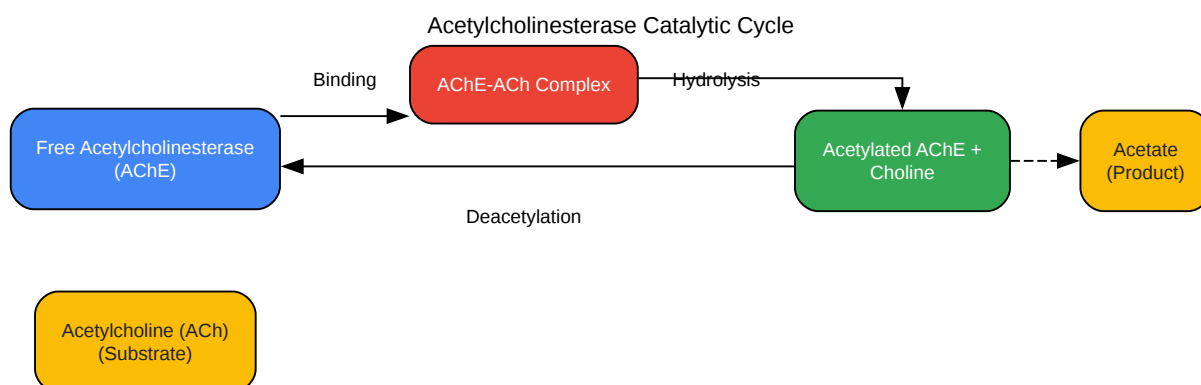 Acetylcholinesterase Catalytic Cycle
Binding
AChE-ACh Complex
Hydrolysis
Free Acetylcholinesterase
(AChE)
Acetylated AChE +
Choline
Acetate
(Product)
Deacetylation
Acetylcholine (ACh)
(Substrate)